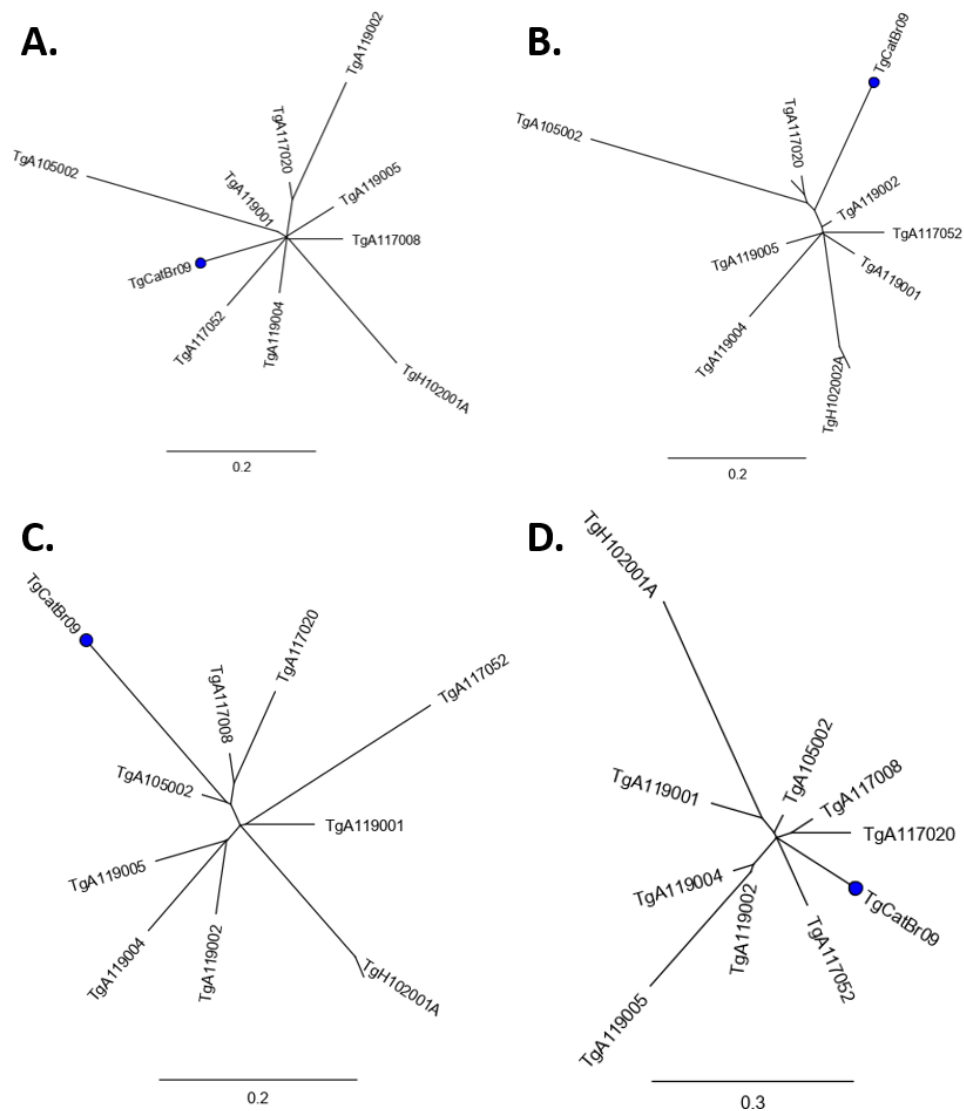 A.
TgA119002
TgA117020
TgA105002
TgA119001
TgA119005
TgA117008
TgCatBr09
TgA117052
TgA119004
TgH102001A
0.2
B.
TgCatBr09
TgA105002
TgA117020
TgA119002
TgA117052
TgA119005
TgA119001
TgA119004
TgH102002A
0.2
C.
TgCatBr09
TgA117020
TgA117008
TgA117052
TgA105002
TgA119001
TgA119005
TgA119004
TgA119002
TgH102001A
0.2
D.
TgH102001A
TgA105002
TgA119001
TgA117008
TgA117020
TgA119004
TgCatBr09
TgA119002
TgA117052
TgA119005
0.3